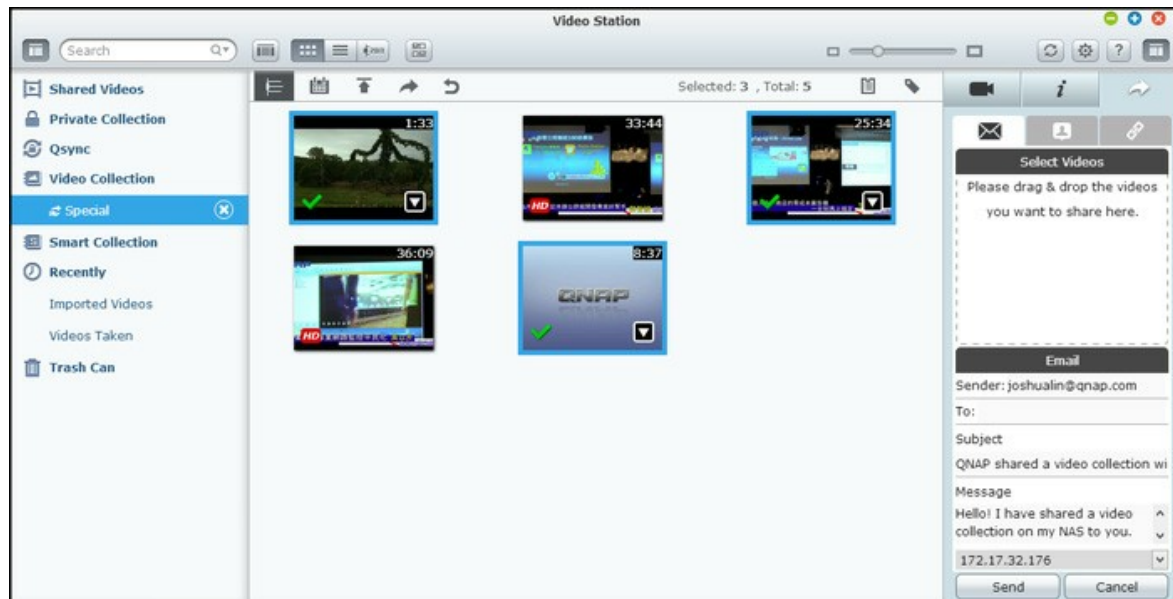 Video Station
Search
Shared Videos
Private Collection
Qsync
Video Collection
Special
Smart Collection
Recently
Imported Videos
Videos Taken
Trash Can
Selected: 3 , Total: 5
1:33
33:44
HD
25:34
36:09
HD
8:37
QNAP
Select Videos
Please drag & drop the videos
you want to share here.
Email
Sender: joshualin@qnap.com
To:
Subject
QNAP shared a video collection wi
Message
Hello! I have shared a video
collection on my NAS to you.
172.17.32.176
Send
Cancel